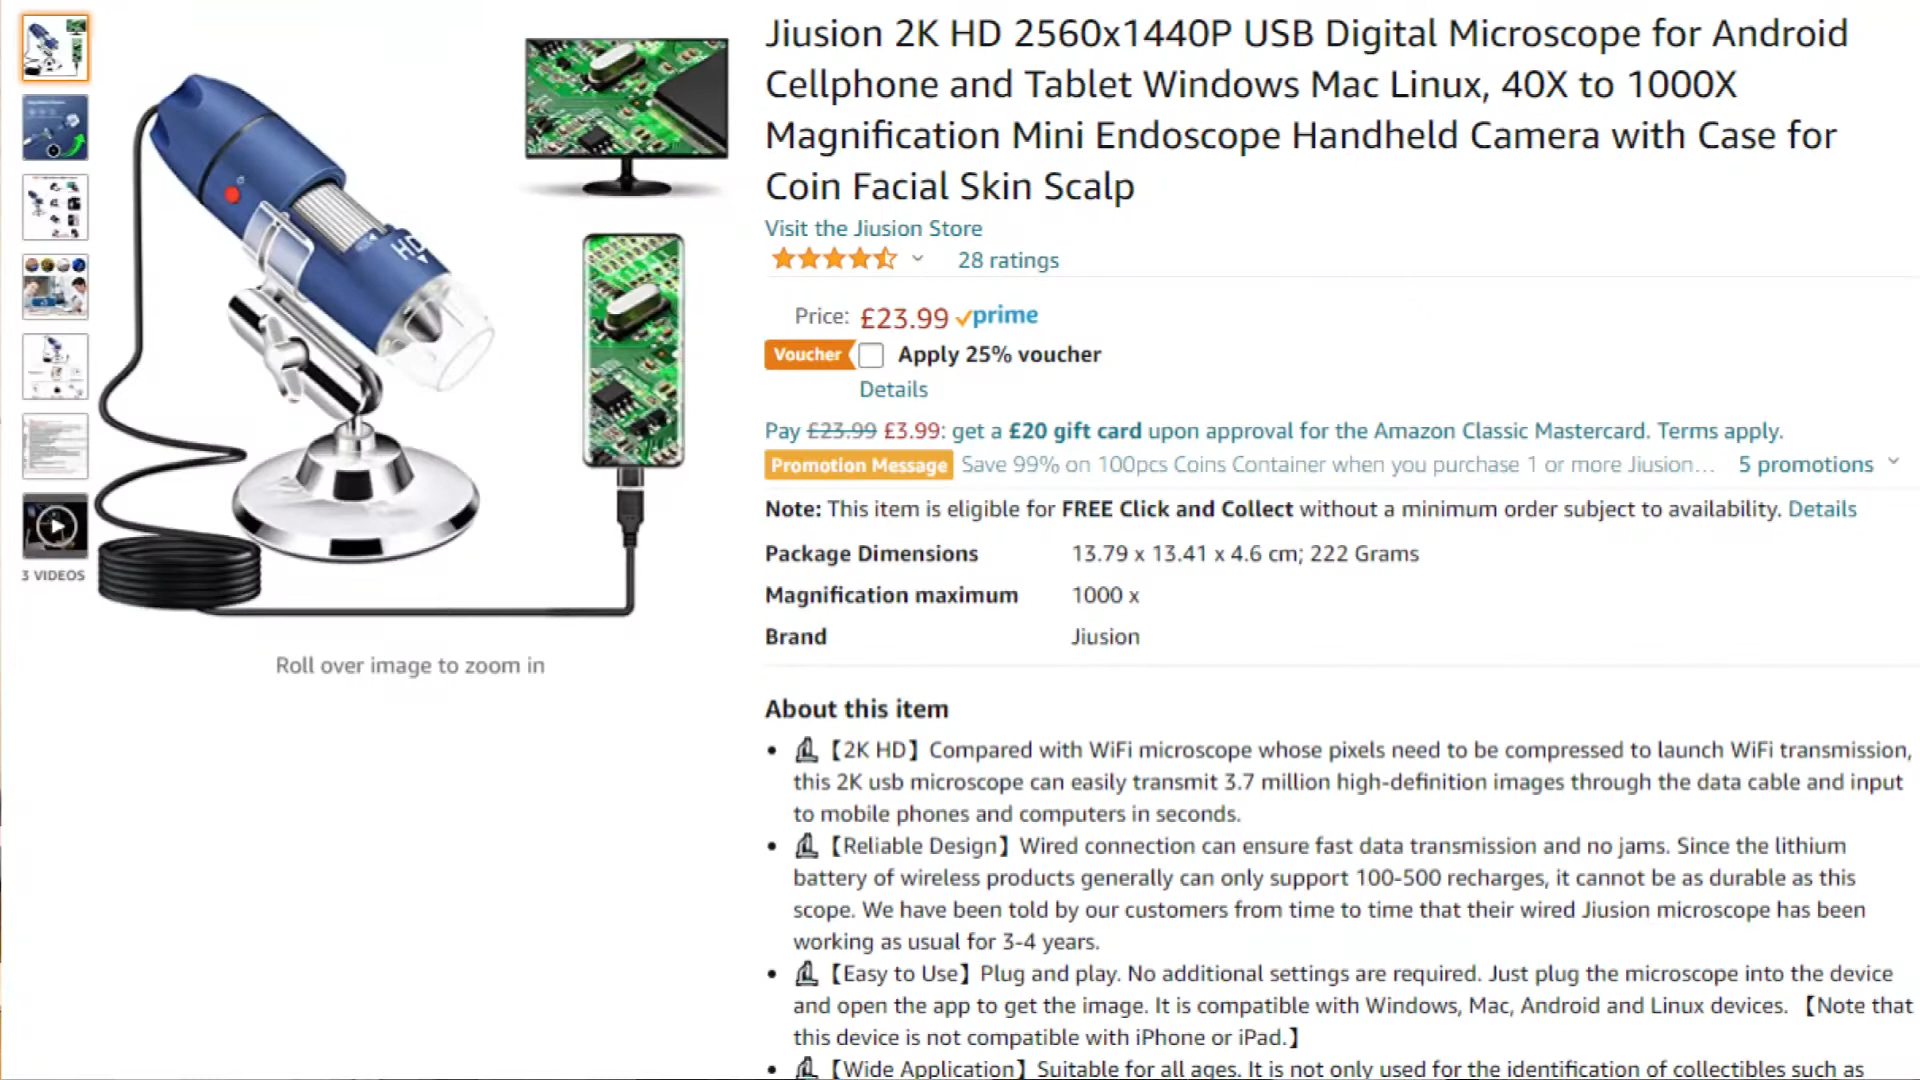 Jiusion 2K HD 2560x1440P USB Digital Microscope for Android
Cellphone and Tablet Windows Mac Linux, 40X to 1000X
Magnification Mini Endoscope Handheld Camera with Case for
Coin Facial Skin Scalp
Visit the Jiusion Store
28 ratings
Price: £23.99 prime
Voucher Apply 25% voucher
Details
Pay £23.99 £3.99: get a £20 gift card upon approval for the Amazon Classic Mastercard. Terms apply.
Promotion Message Save 99% on 100pcs Coins Container when you purchase 1 or more Jiusion… 5 promotions
Note: This item is eligible for FREE Click and Collect without a minimum order subject to availability. Details
Package Dimensions 13.79 x 13.41 x 4.6 cm; 222 Grams
Magnification maximum 1000 x
Brand Jiusion
HD
3 VIDEOS
Roll over image to zoom in
About this item
【2K HD】Compared with WiFi microscope whose pixels need to be compressed to launch WiFi transmission,
this 2K usb microscope can easily transmit 3.7 million high-definition images through the data cable and input
to mobile phones and computers in seconds.
【Reliable Design】Wired connection can ensure fast data transmission and no jams. Since the lithium
battery of wireless products generally can only support 100-500 recharges, it cannot be as durable as this
scope. We have been told by our customers from time to time that their wired Jiusion microscope has been
working as usual for 3-4 years.
【Easy to Use】Plug and play. No additional settings are required. Just plug the microscope into the device
and open the app to get the image. It is compatible with Windows, Mac, Android and Linux devices.【Note that
this device is not compatible with iPhone or iPad.】
【Wide Application】Suitable for all ages. It is not only used for the identification of collectibles such as